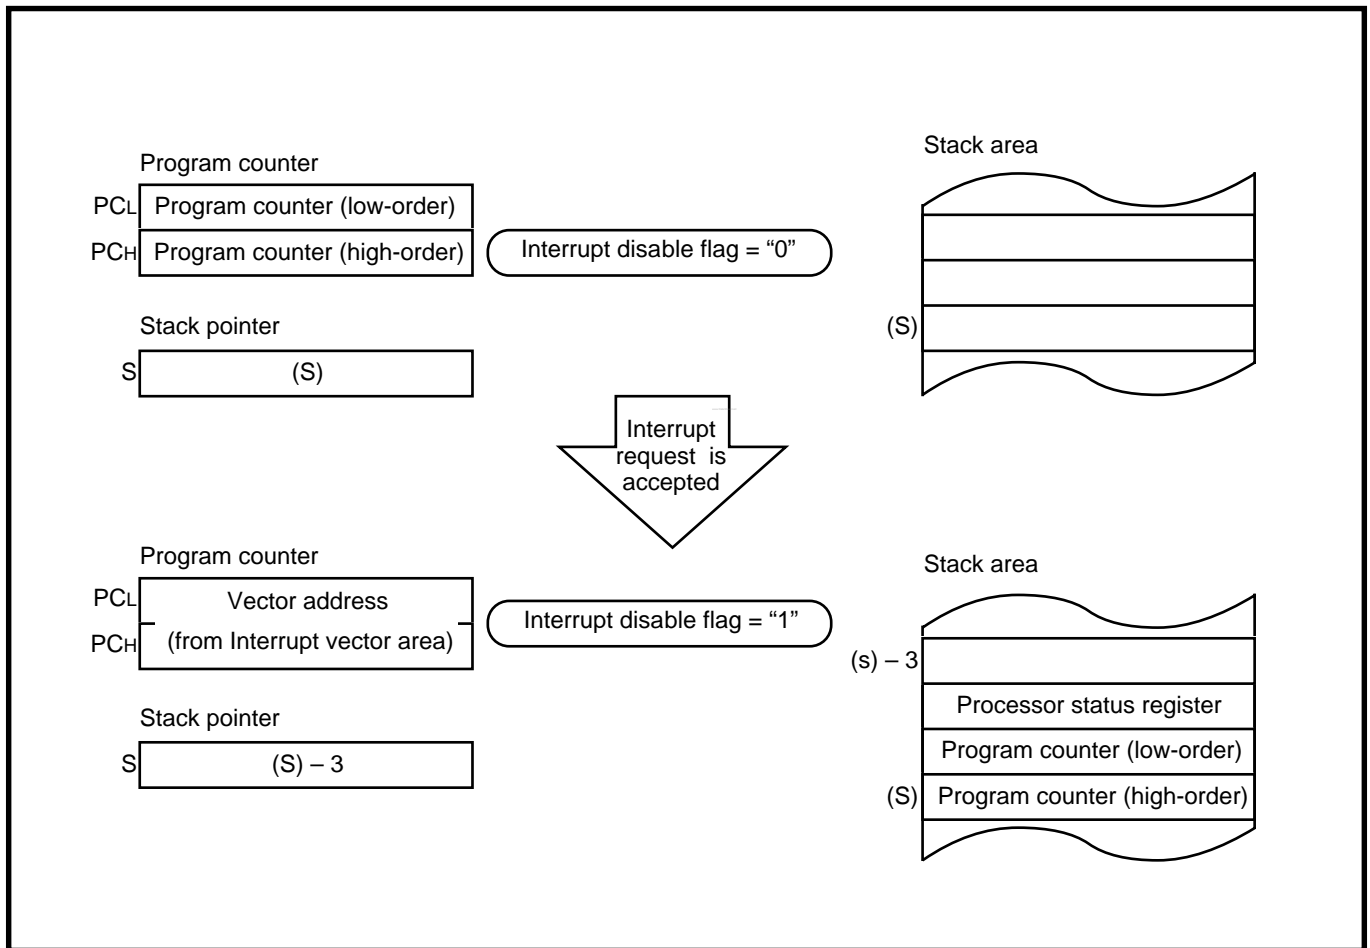 Program counter
PCL Program counter (low-order)
PCH Program counter (high-order)
Interrupt disable flag = “0”
Stack pointer
S (S)
Stack area
(S)
Interrupt
request is
accepted
Program counter
PCL Vector address
PCH (from Interrupt vector area)
Interrupt disable flag = “1”
Stack pointer
S (S) – 3
Stack area
(s) – 3
Processor status register
Program counter (low-order)
(S) Program counter (high-order)